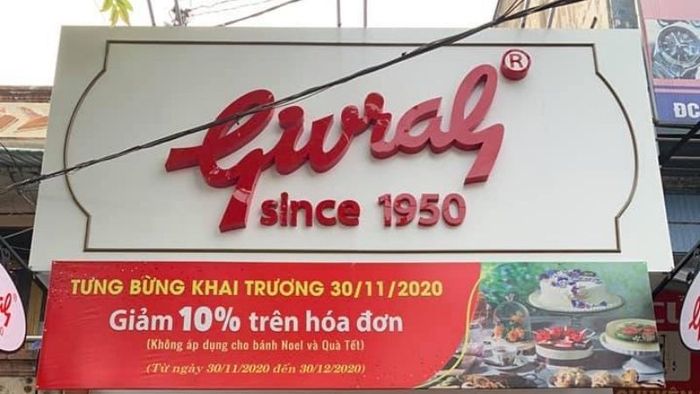 Givral®
since 1950
TƯNG BỪNG KHAI TRƯƠNG 30/11/2020
Giảm 10% trên hóa đơn
(Không áp dụng cho bánh Noel và Quà Tết)
(Từ ngày 30/11/2020 đến 30/12/2020)
ĐC